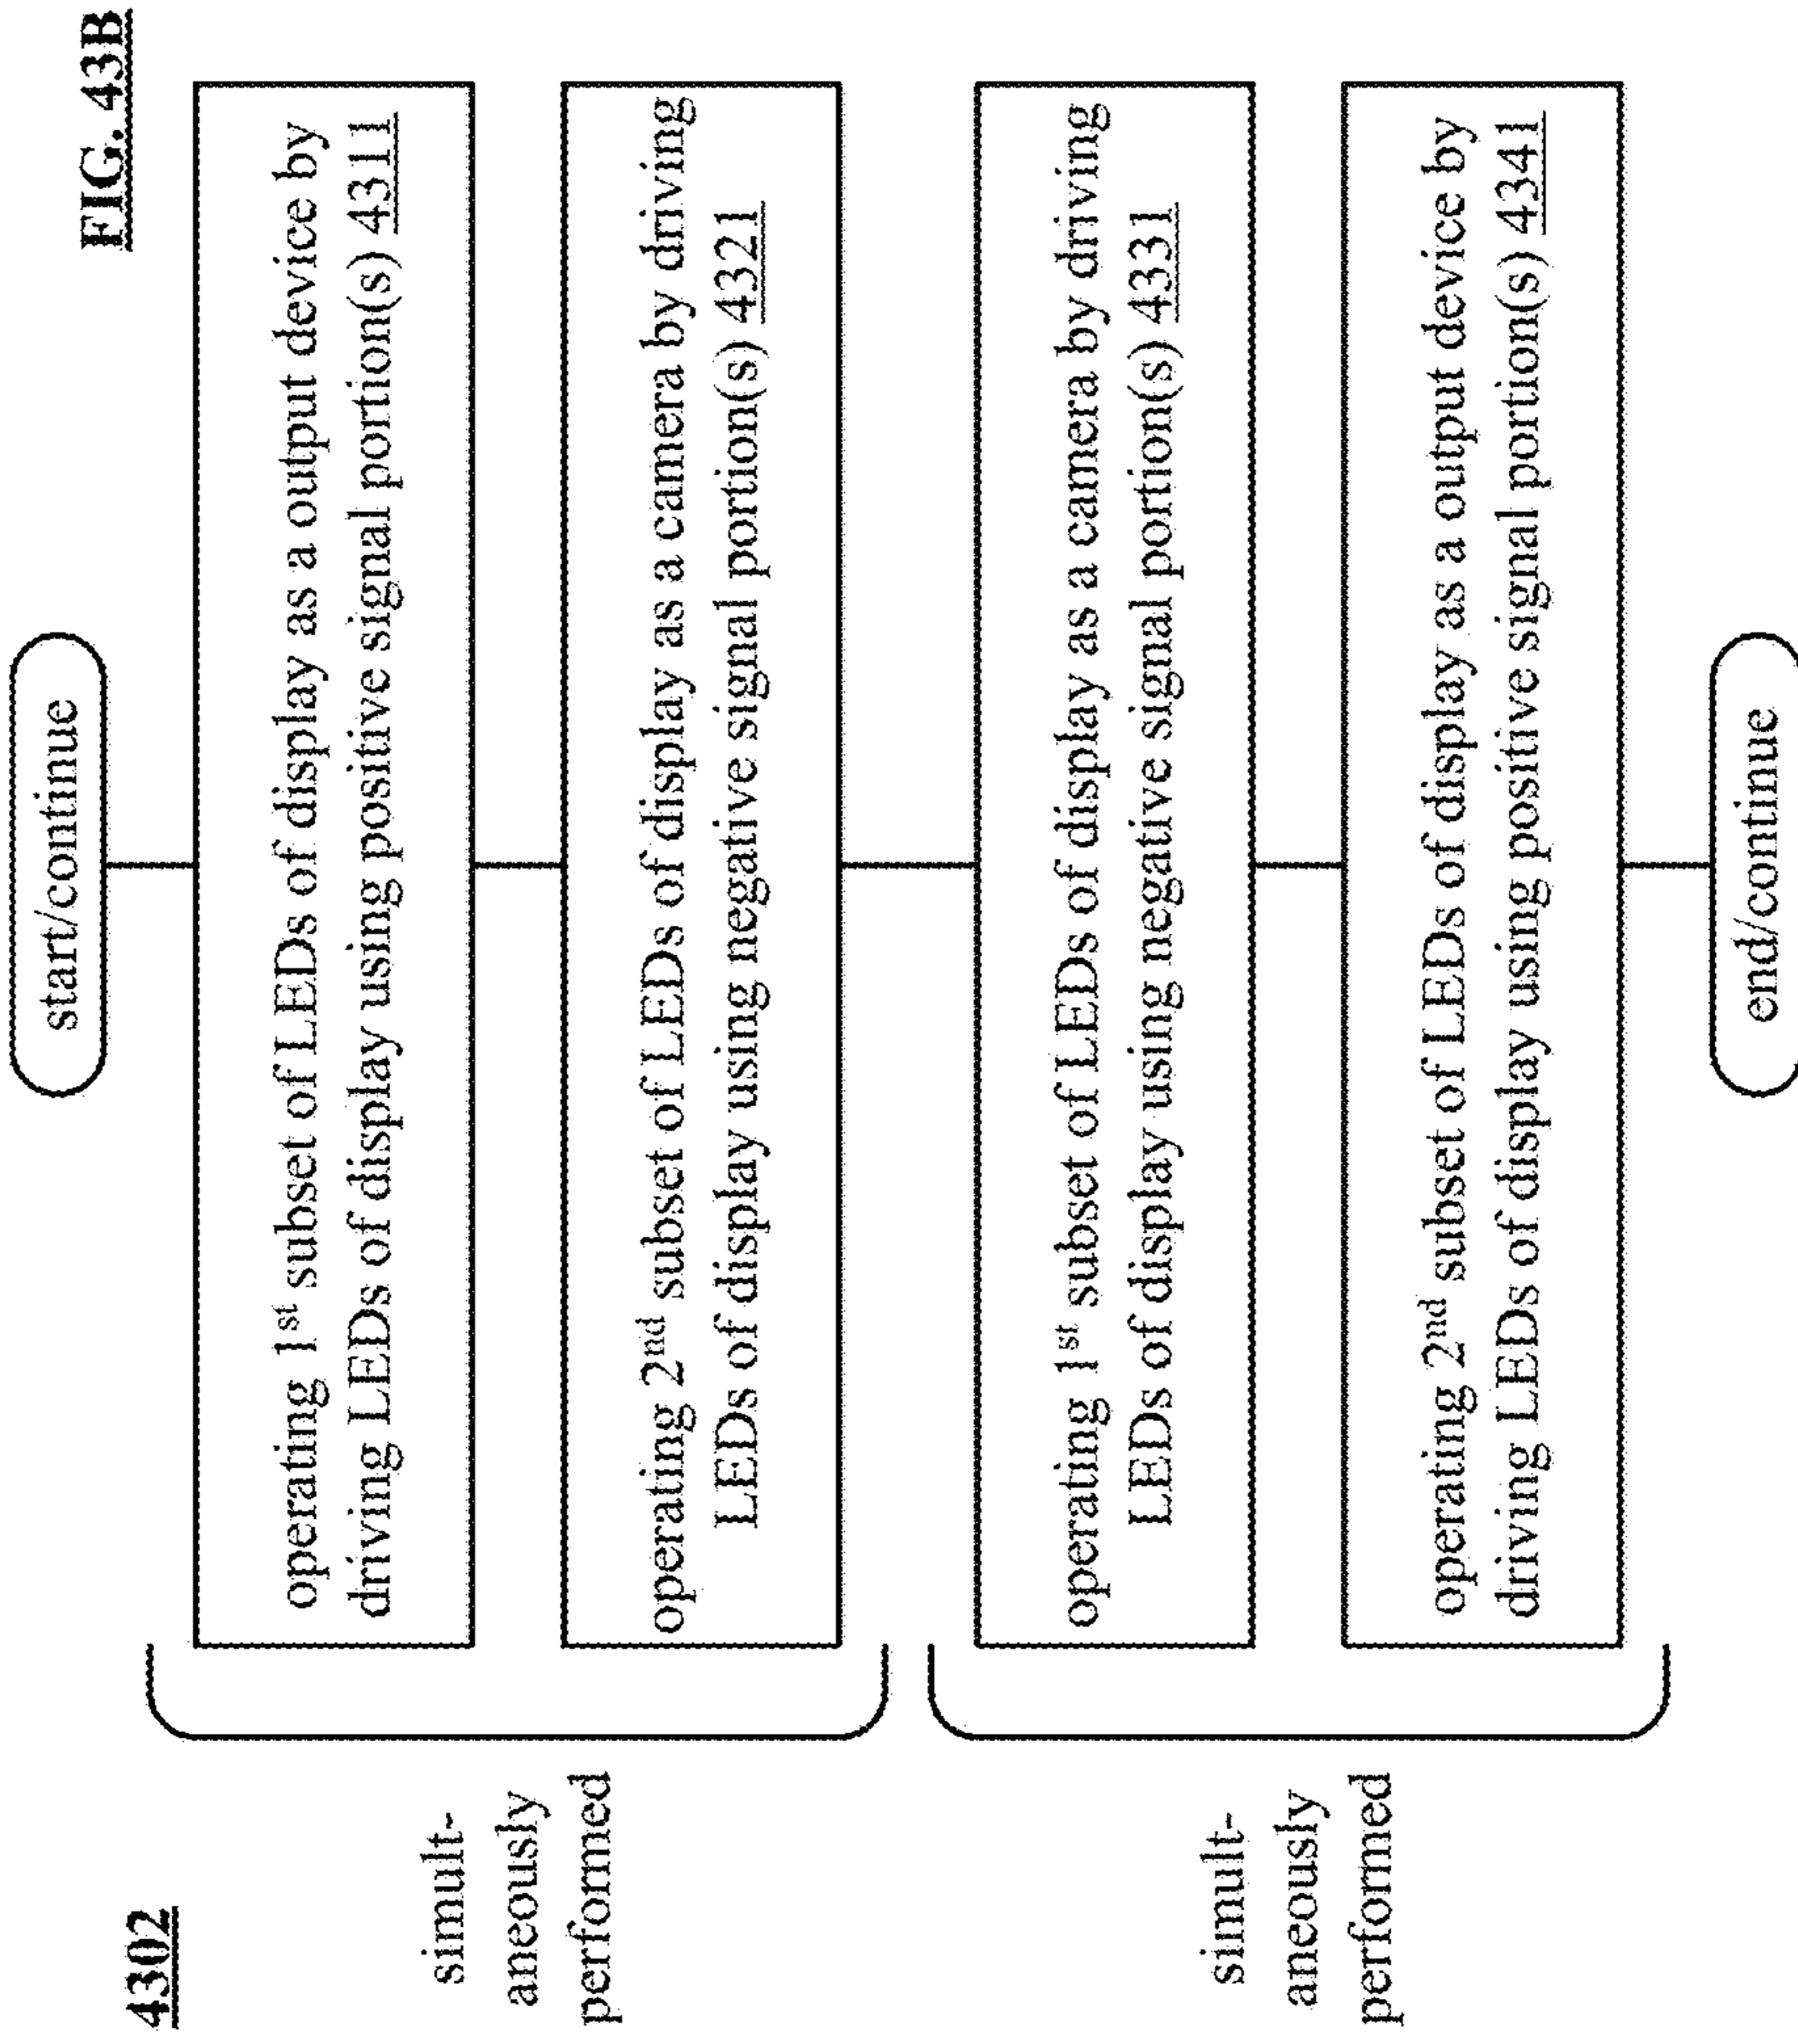 4302
FIG. 43B
start/continue
operating 1st subset of LEDs of display as a output device by
driving LEDs of display using positive signal portion(s) 4311
operating 2nd subset of LEDs of display as a camera by driving
LEDs of display using negative signal portion(s) 4321
simult-
aneously
perfomed
operating 1st subset of LEDs of display as a camera by driving
LEDs of display using negative signal portion(s) 4331
operating 2nd subset of LEDs of display as a output device by
driving LEDs of display using positive signal portion(s) 4341
simult-
aneously
perfomed
end/continue